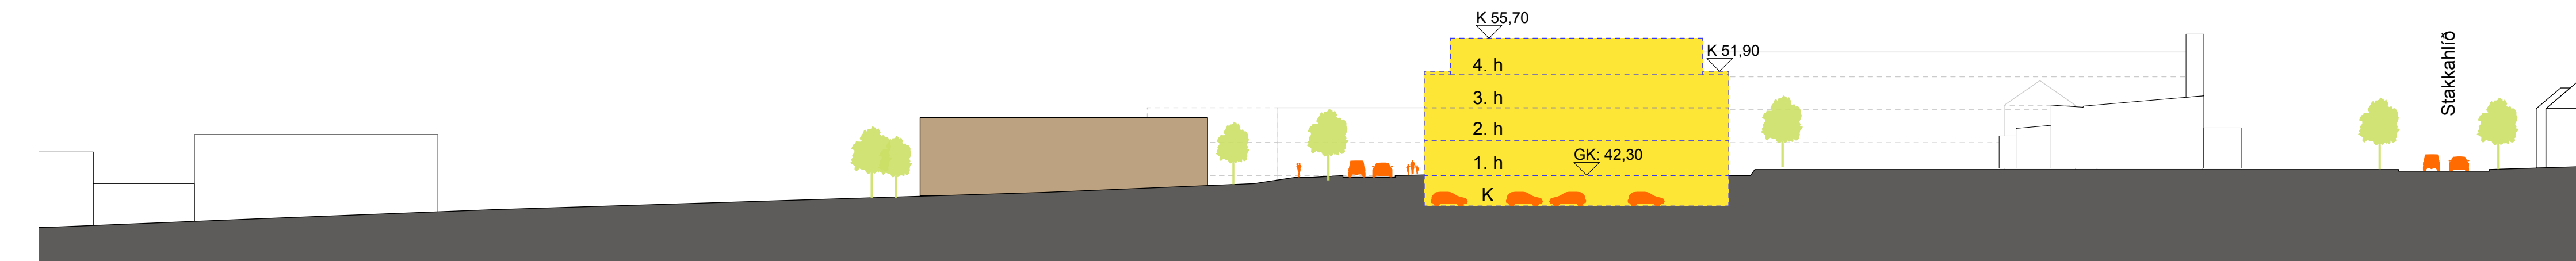 K 55,70
K 51,90
4. h
3. h
2. h
1. h
GK: 42,30
K
Stakkahlíð